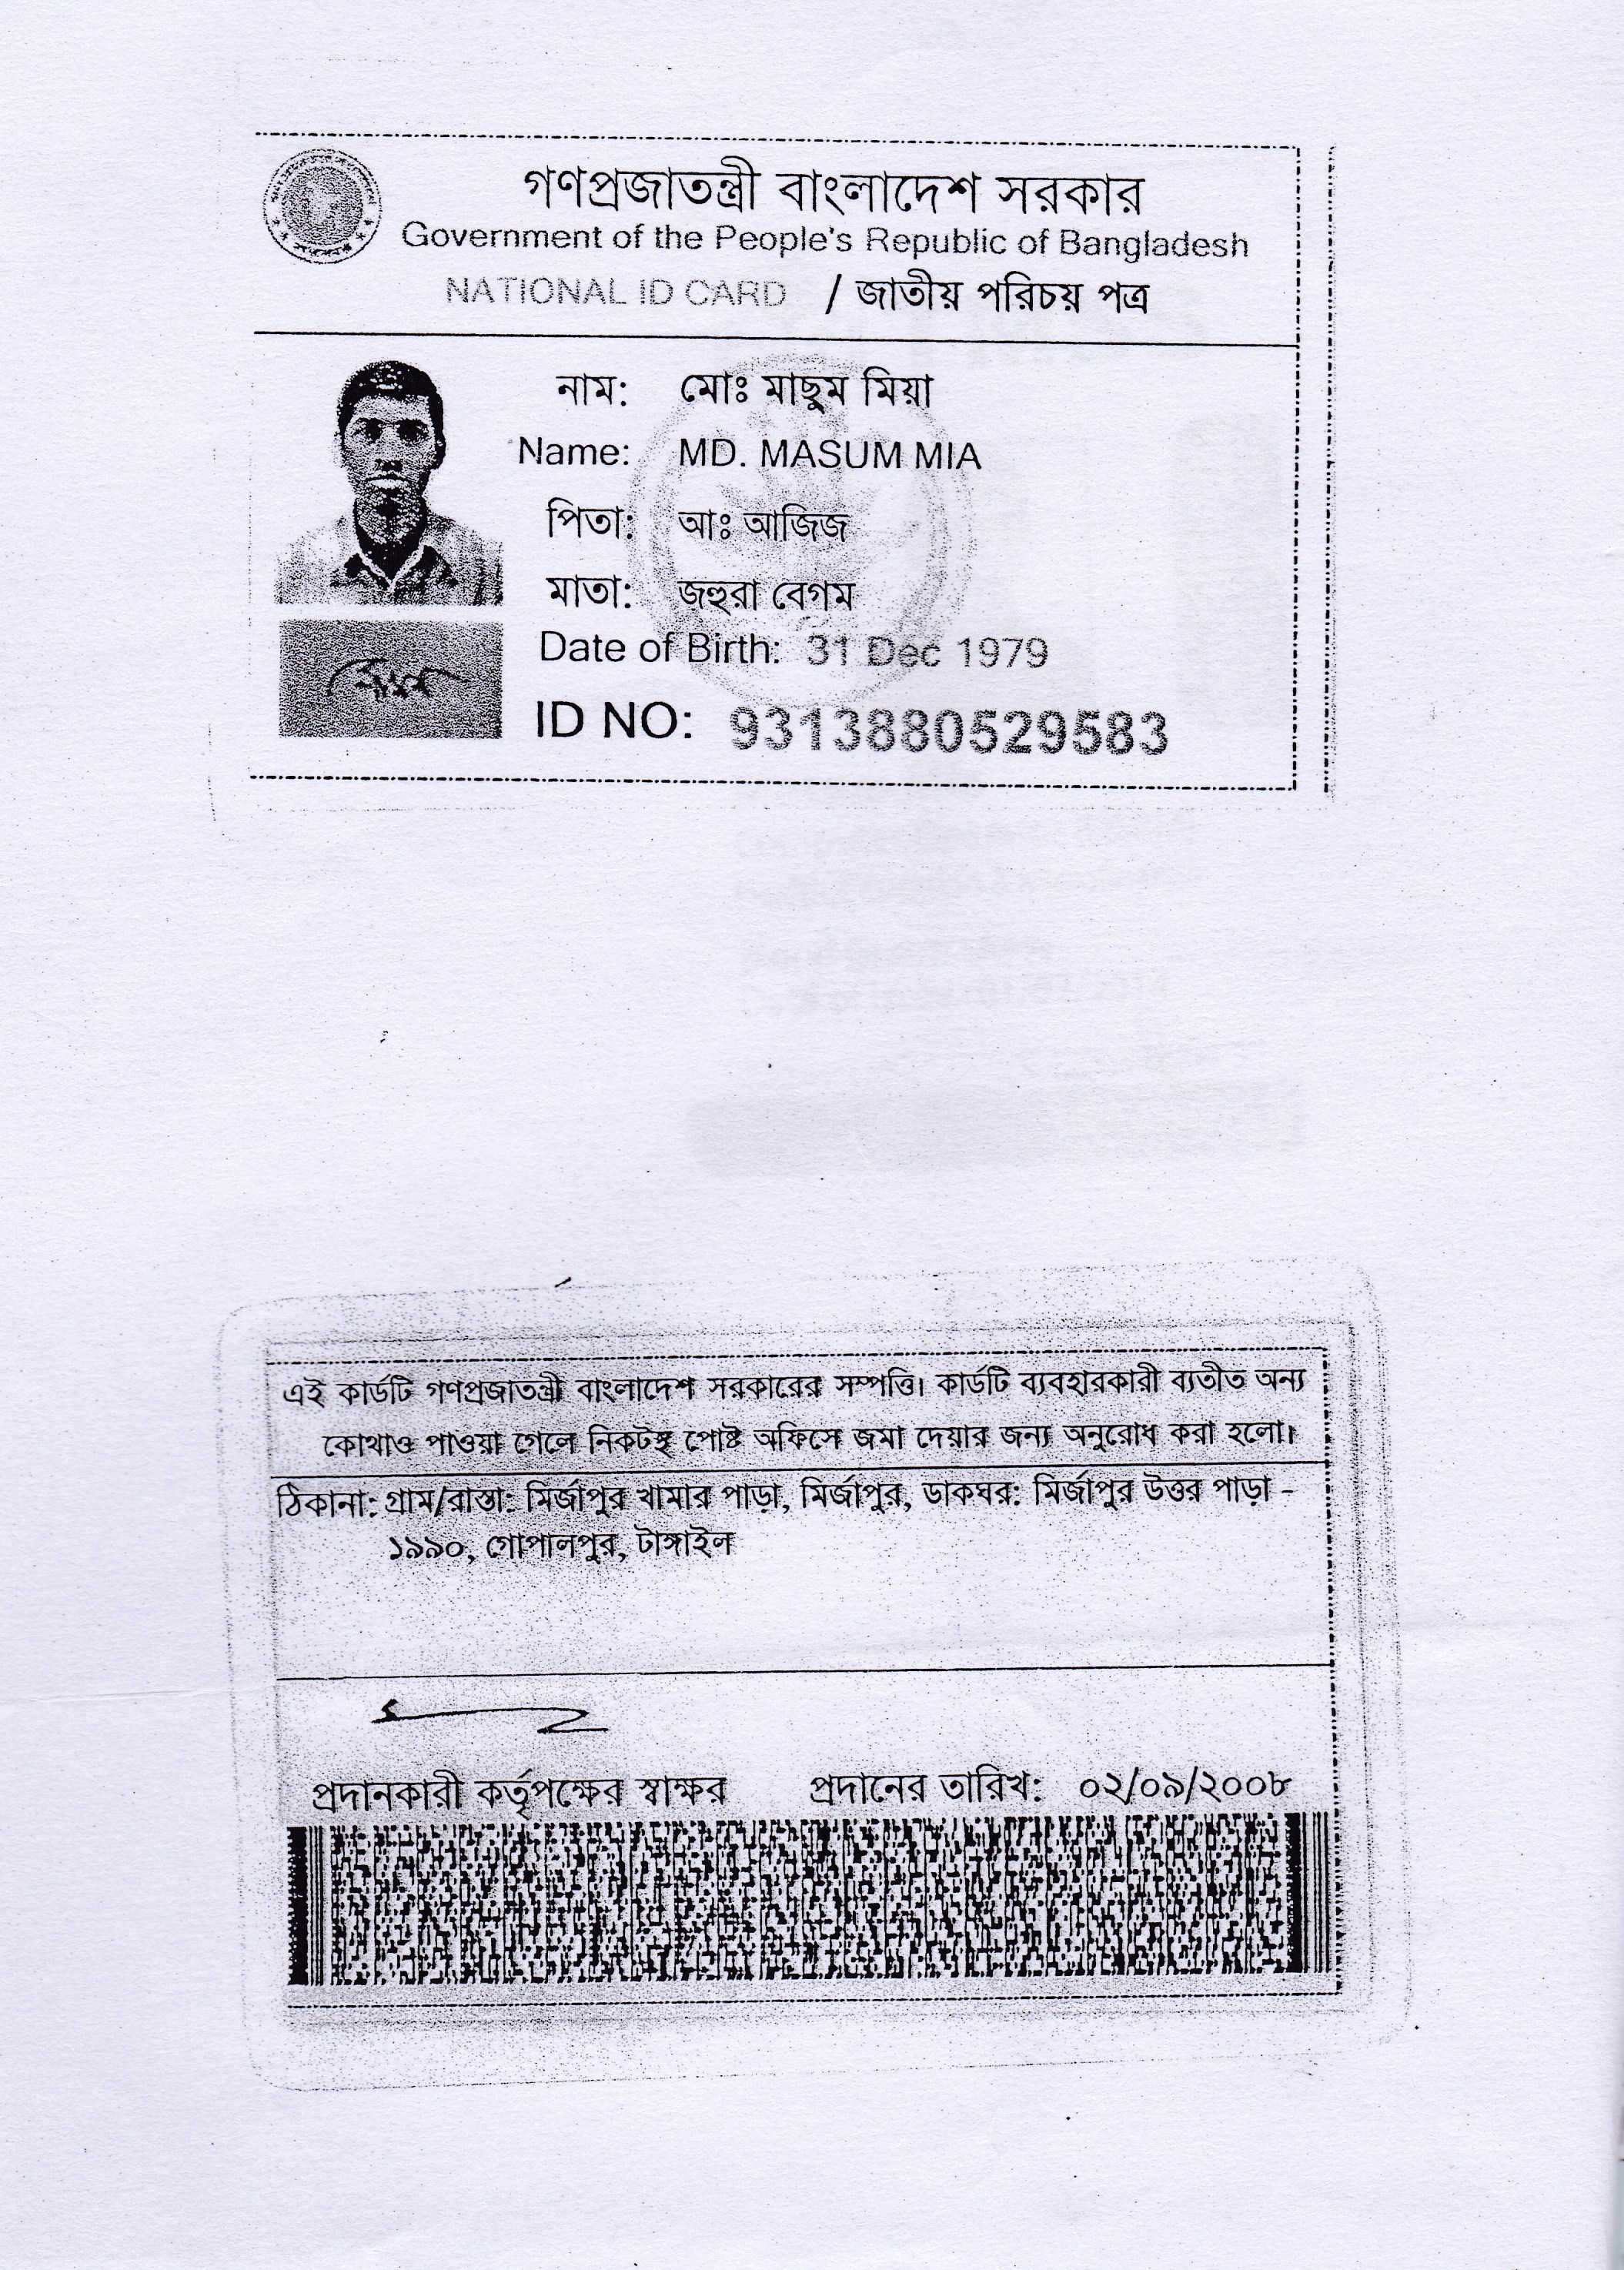 গণপ্রজাতন্ত্রী বাংলাদেশ সরকার
Government of the People's Republic of Bangladesh
NATIONAL ID CARD / জাতীয় পরিচয় পত্র
নাম: মোঃ মাছুম মিয়া
Name: MD. MASUM MIA
পিতা: আঃ আজিজ
মাতা: জহুরা বেগম
Date of Birth: 31 Dec 1979
ID NO: 9313880529583
এই কার্ডটি গণপ্রজাতন্ত্রী বাংলাদেশ সরকারের সম্পত্তি। কার্ডটি ব্যবহারকারী ব্যতীত অন্য
কোথাও পাওয়া গেলে নিকটস্থ পোষ্ট অফিসে জমা দেয়ার জন্য অনুরোধ করা হলো।
ঠিকানা: গ্রাম/রাস্তা: মির্জাপুর খামার পাড়া, মির্জাপুর, ডাকঘর: মির্জাপুর উত্তর পাড়া -
১৯৯০, গোপালপুর, টাঙ্গাইল
প্রদানকারী কর্তৃপক্ষের স্বাক্ষর প্রদানের তারিখ: ০২/০৯/২০০৮